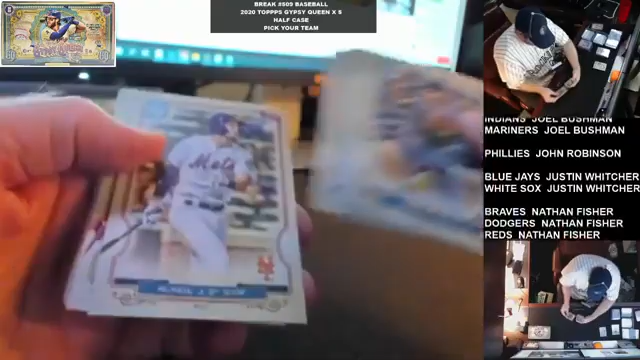 BREAK #809 BASEBALL
2020 TOPPPS GYPSY QUEEN X 5
HALF CASE
PICK YOUR TEAM
INDIANS JOEL BUSHMAN
MARINERS JOEL BUSHMAN
PHILLIES JOHN ROBINSON
BLUE JAYS JUSTIN WHITCHER
WHITE SOX JUSTIN WHITCHER
BRAVES NATHAN FISHER
DODGERS NATHAN FISHER
REDS NATHAN FISHER
Mets